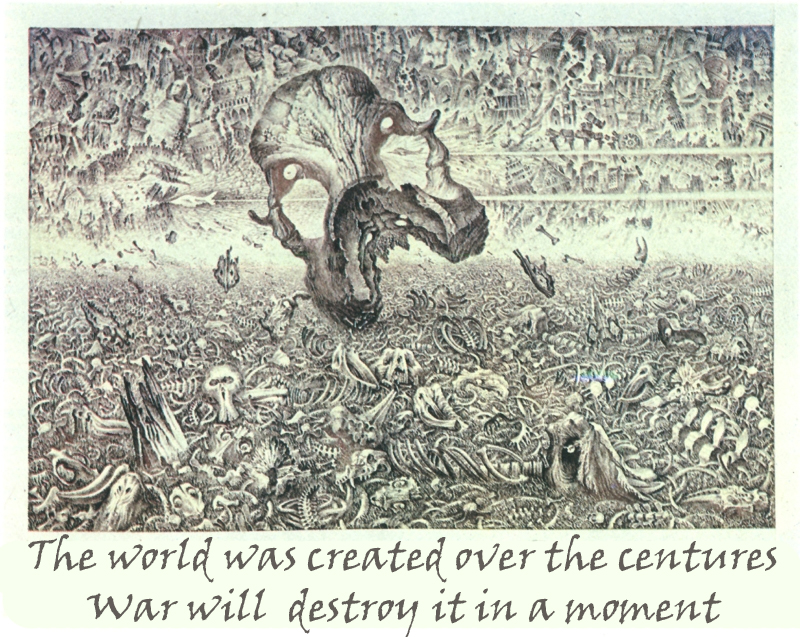 The world was created over the centures
War will destroy it in a moment